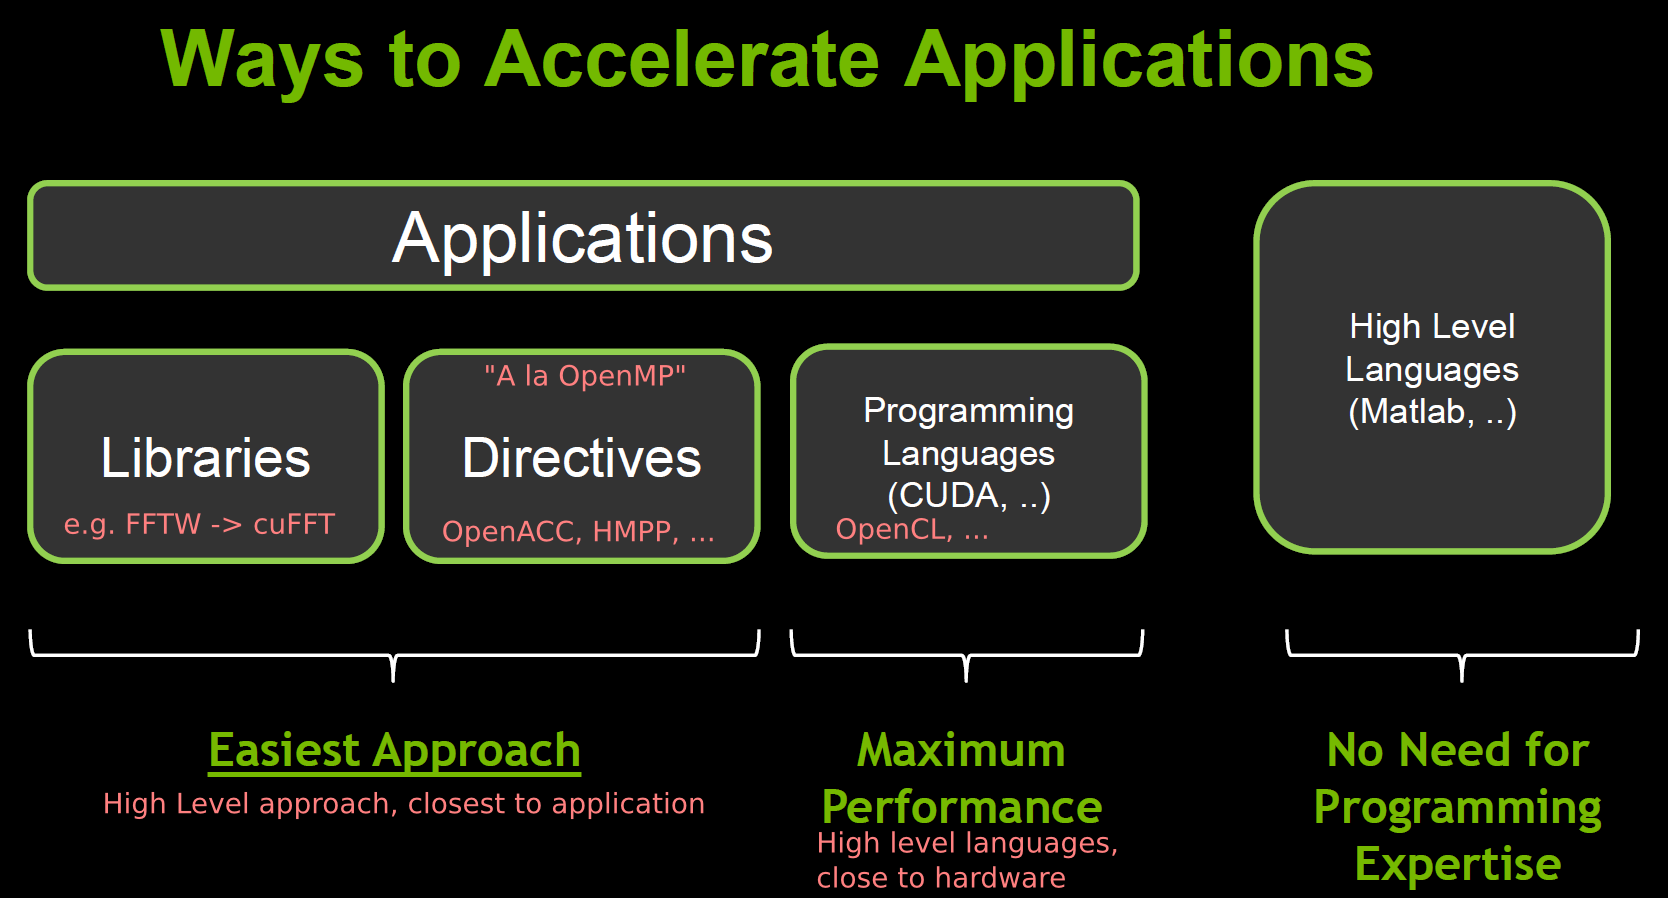 Ways to Accelerate Applications
Applications
Libraries
e.g. FFTW -> cuFFT
"A la OpenMP"
Directives
OpenACC, HMPP, ...
Programming
Languages
(CUDA, ..)
OpenCL, ...
High Level
Languages
(Matlab, ..)
Easiest Approach
High Level approach, closest to application
Maximum
Performance
High level languages,
close to hardware
No Need for
Programming
Expertise